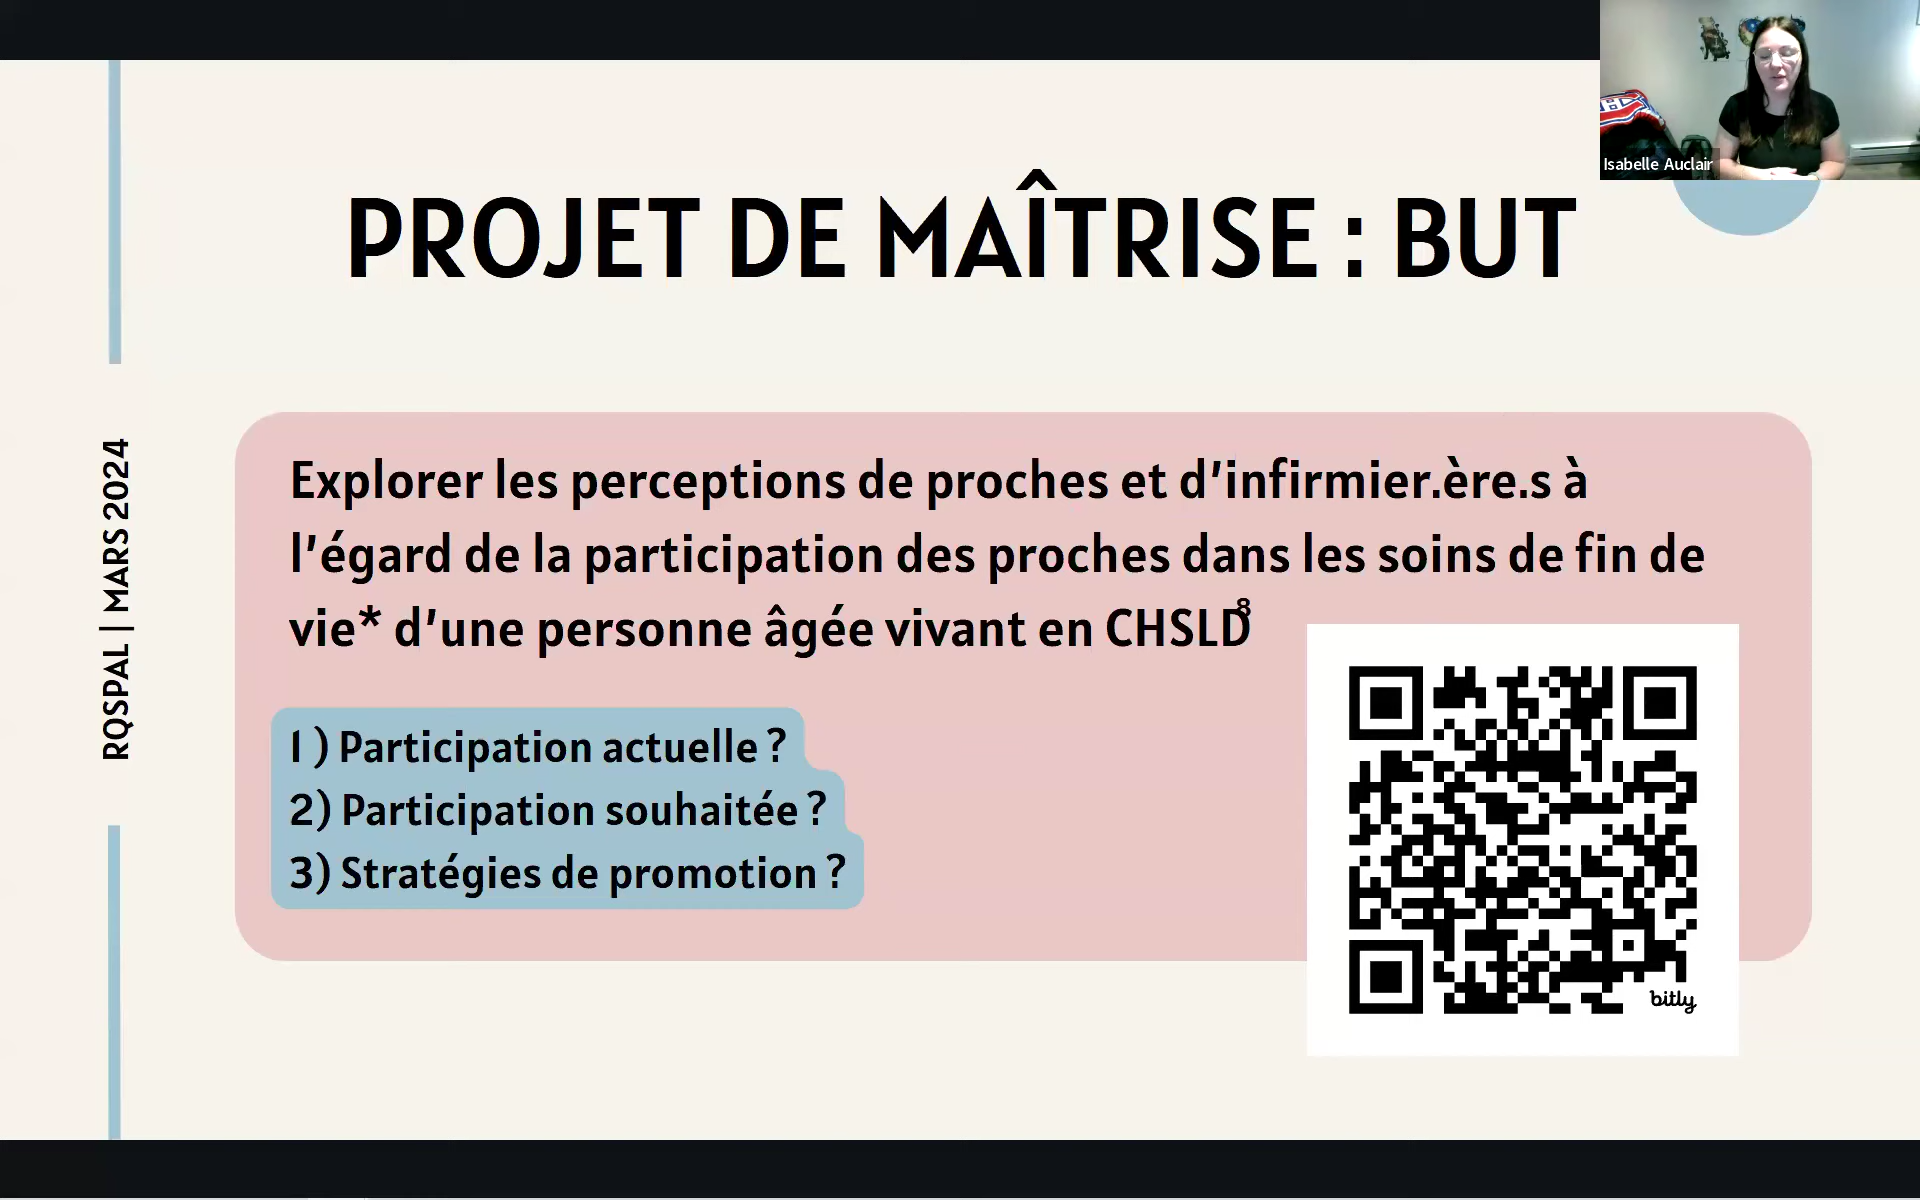 Isabelle Auclair
PROJET DE MAÎTRISE : BUT
RQSPAL | MARS 2024
Explorer les perceptions de proches et d'infirmier.ère.s à
l'égard de la participation des proches dans les soins de fin de
vie* d'une personne âgée vivant en CHSLD8
1 ) Participation actuelle ?
2) Participation souhaitée ?
3) Stratégies de promotion ?
bitly